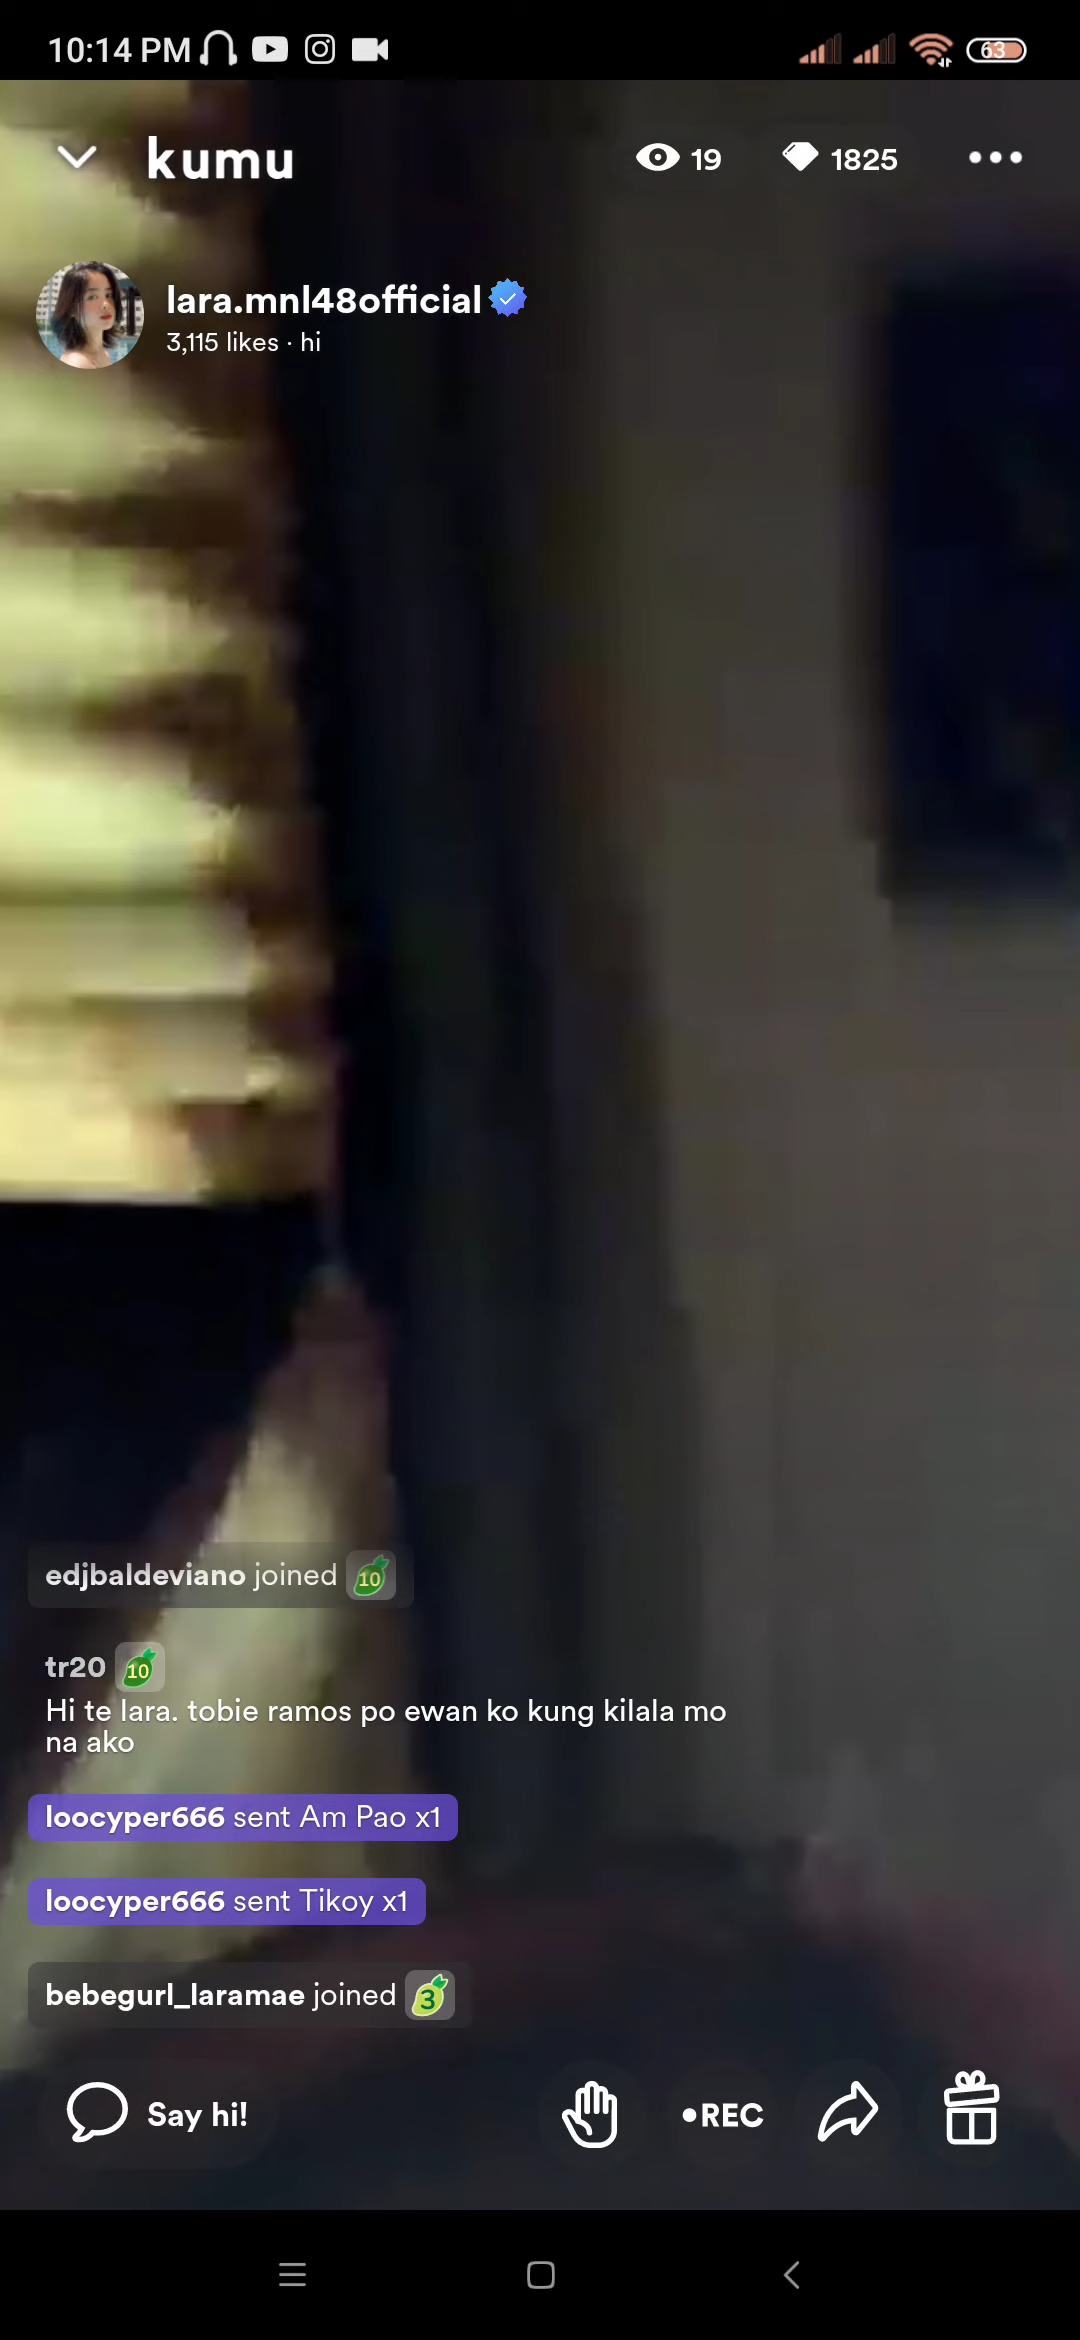 10:14 PM 63
kumu 19 1825
lara.mnl48official
3,115 likes · hi
edjbaldeviano joined 10
tr20 10
Hi te lara. tobie ramos po ewan ko kung kilala mo
na ako
loocyper666 sent Am Pao x1
loocyper666 sent Tikoy x1
bebegurl_laramae joined 3
Say hi! •REC